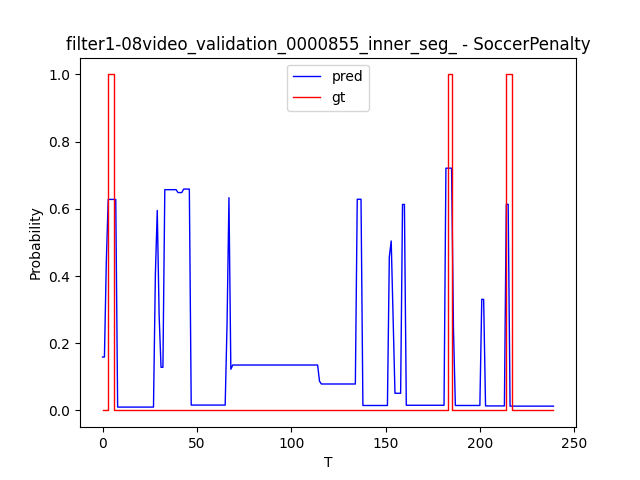 filter1-08video_validation_0000855_inner_seg_ - SoccerPenalty
pred
gt
1.0
0.8
0.6
0.4
0.2
0.0
Probability
0
50
100
150
200
250
T